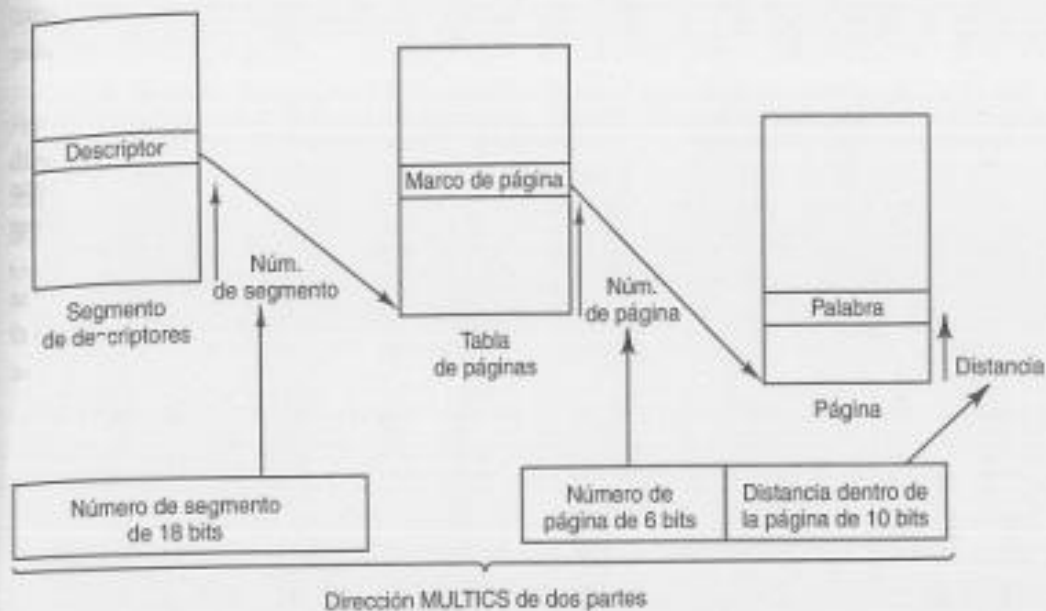 Descriptor
Núm.
de segmento
Segmento
de de~criptores
Marco de página
Núm.
de página
Tabla
de páginas
Palabra
Distancia
Página
Número de segmento
de 18 bits
Número de
página de 6 bits
Distancia dentro de
la página de 10 bits
Dirección MULTICS de dos partes